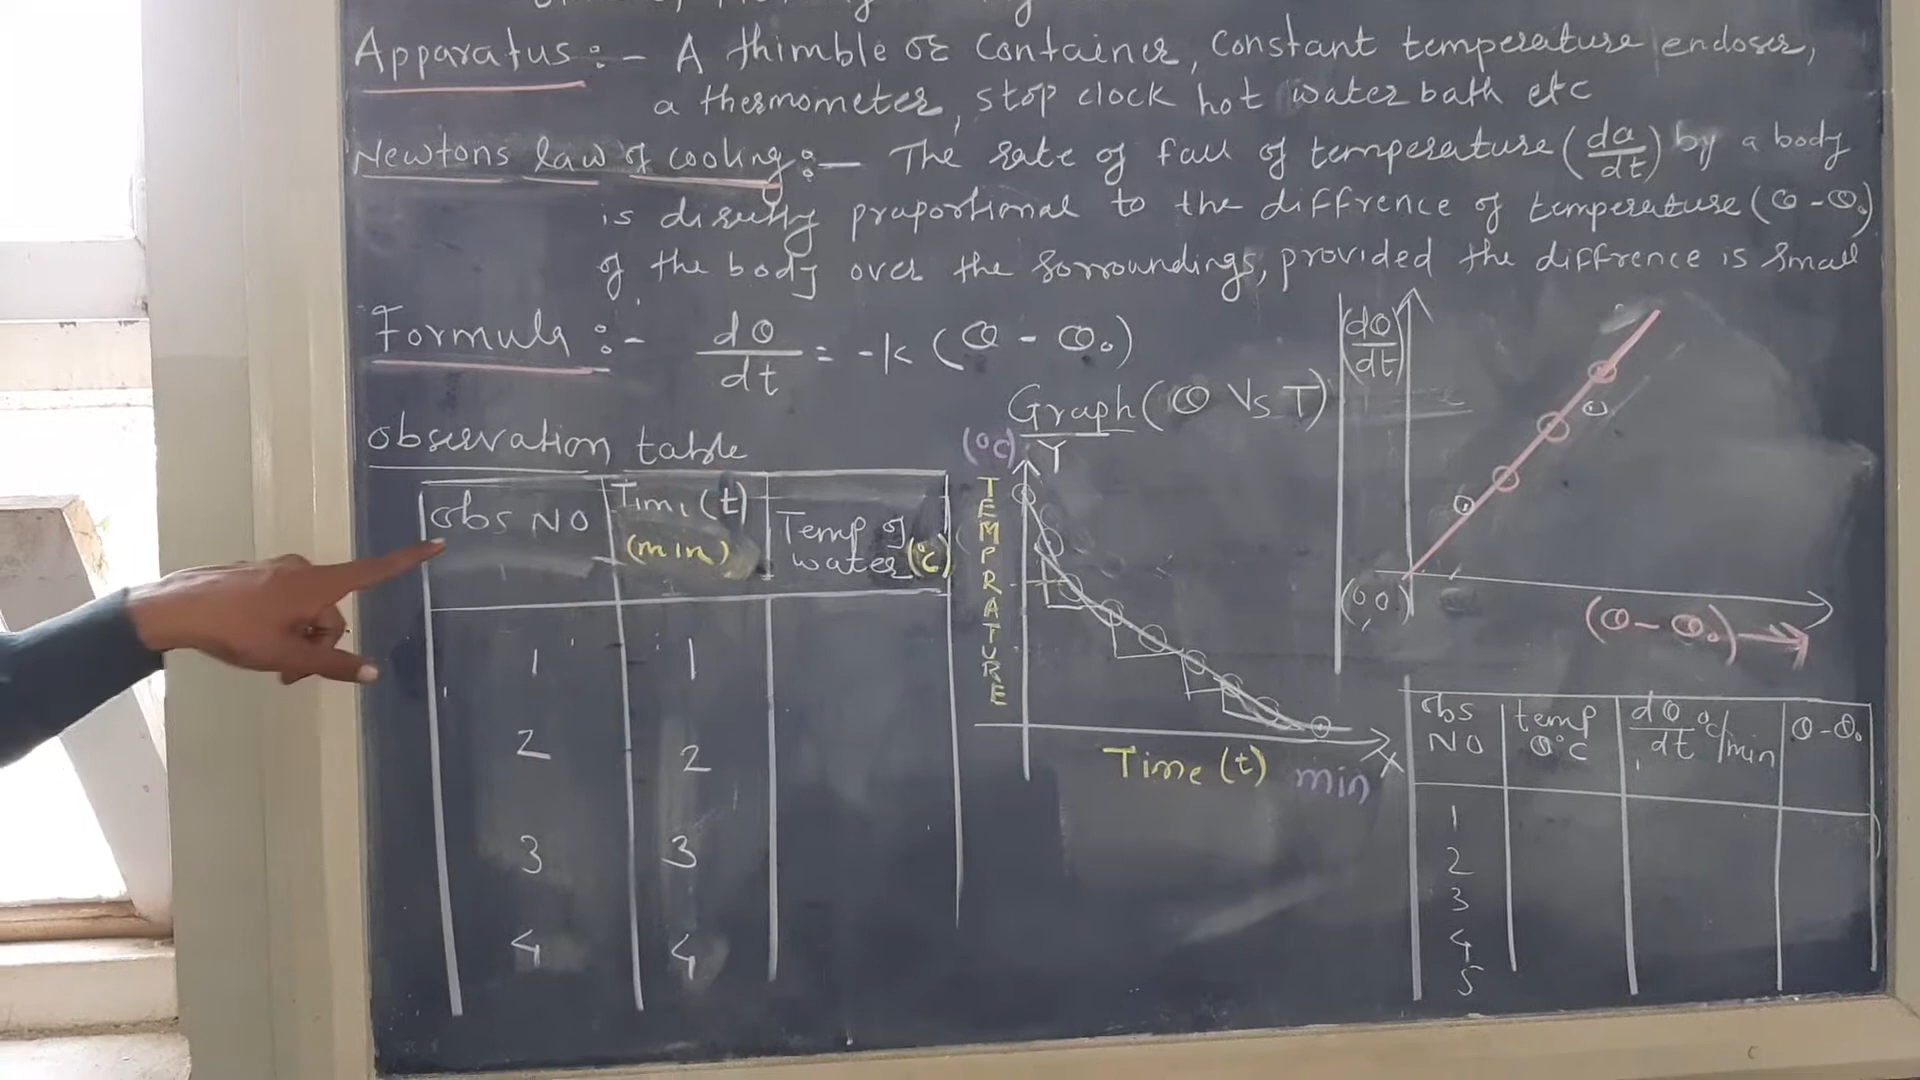 Apparatus :- A thimble or Container, Constant temperature encloser,
a thermometer, stop clock hot water bath etc
Newtons law of cooling :- The rate of fall of temperature (dθ/dt) by a body
is directly proportional to the diffrence of temperature (θ-θ₀)
of the body over the sorroundings, provided the diffrence is small
Formula :- dθ/dt = -k (θ - θ₀)
observation table
obs NO Time (t) (min) Temp of water (°c)
1 1
2 2
3 3
4 4
Graph (θ Vs T)
(°c) Y
TEMPRATURE
Time (t) min X
dθ/dt
(0,0)
(θ - θ₀)
obs NO temp θ°C dθ/dt °c/min θ-θ₀
1
2
3
4
5